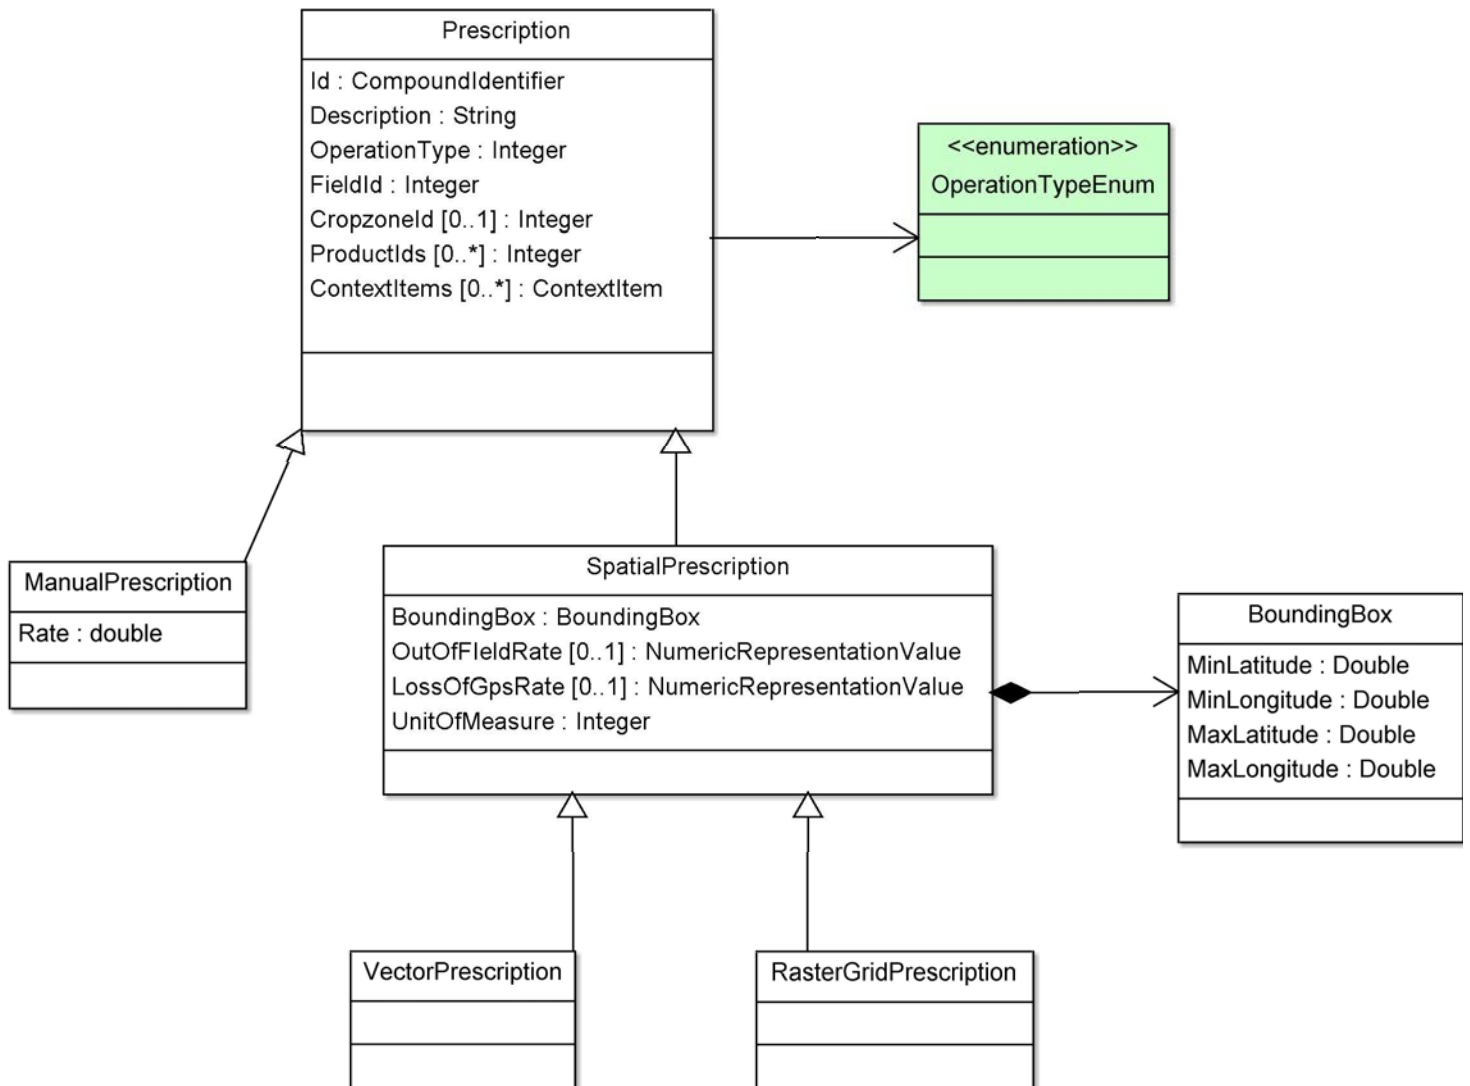 Prescription
Id : CompoundIdentifier
Description : String
OperationType : Integer
FieldId : Integer
CropzoneId [0..1] : Integer
ProductIds [0..*] : Integer
ContextItems [0..*] : ContextItem
<<enumeration>>
OperationTypeEnum
ManualPrescription
Rate : double
SpatialPrescription
BoundingBox : BoundingBox
OutOfFIeldRate [0..1] : NumericRepresentationValue
LossOfGpsRate [0..1] : NumericRepresentationValue
UnitOfMeasure : Integer
BoundingBox
MinLatitude : Double
MinLongitude : Double
MaxLatitude : Double
MaxLongitude : Double
VectorPrescription
RasterGridPrescription